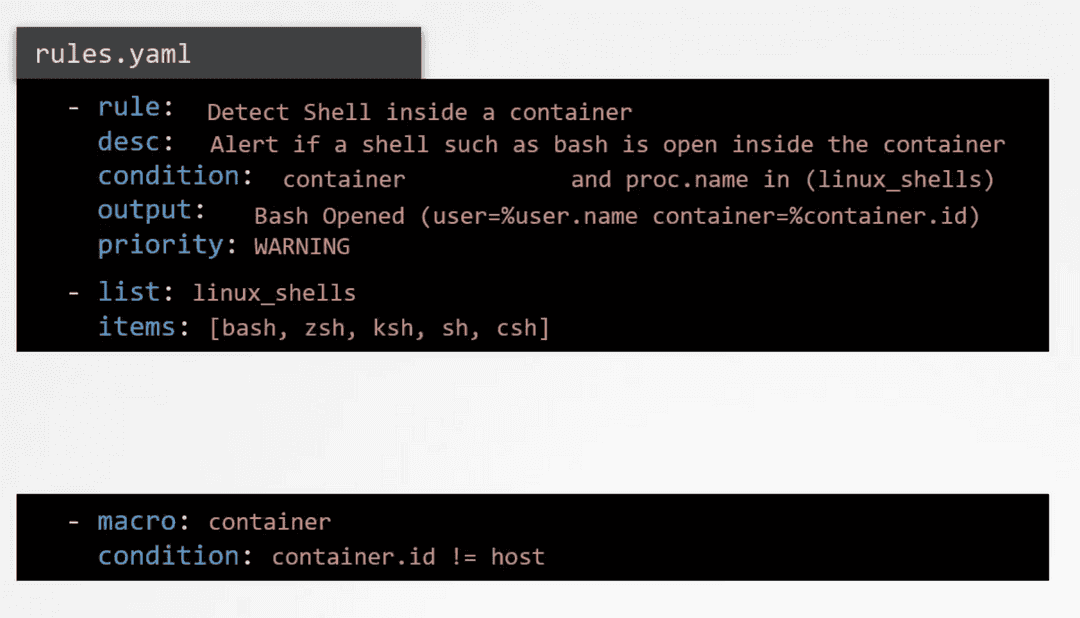 rules.yaml
- rule: Detect Shell inside a container
desc: Alert if a shell such as bash is open inside the container
condition: container and proc.name in (linux_shells)
output: Bash Opened (user=%user.name container=%container.id)
priority: WARNING
- list: linux_shells
items: [bash, zsh, ksh, sh, csh]
- macro: container
condition: container.id != host